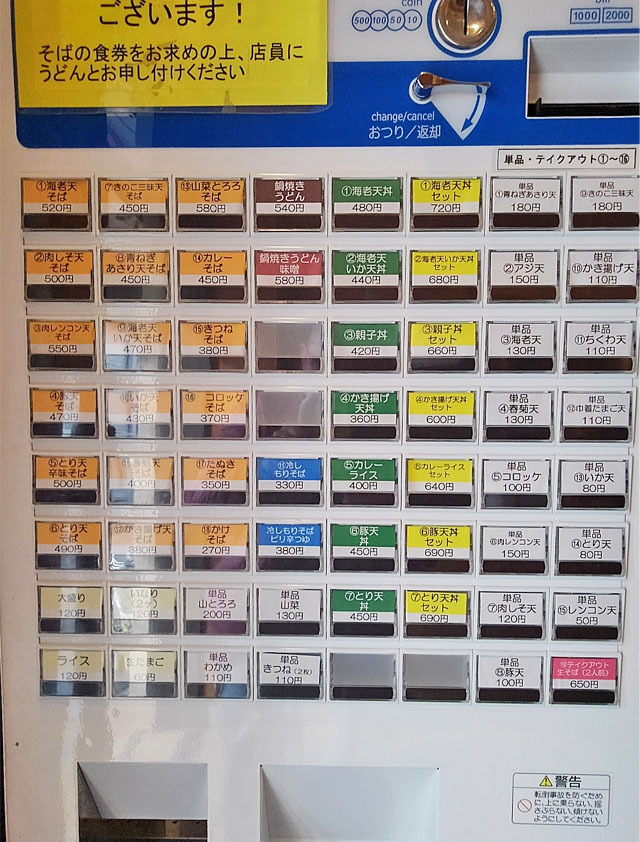 ございます！
そばの食券をお求めの上、店員に
うどんとお申し付けください
coin
500 100 50 10
1000 2000
change/cancel
おつり／返却
単品・テイクアウト①～⑯
①海老天
そば
520円
⑦きのこ三昧天
そば
450円
⑬山菜とろろ
そば
580円
鍋焼き
うどん
540円
①海老天丼
480円
①海老天丼
セット
720円
単品
①青ねぎあさり天
180円
単品
⑨きのこ三昧天
180円
②肉しそ天
そば
500円
⑧青ねぎ
あさり天そば
450円
⑭カレー
そば
450円
鍋焼きうどん
味噌
580円
②海老天
いか天丼
440円
②海老天いか天丼
セット
680円
単品
②アジ天
150円
単品
⑩かき揚げ天
110円
③肉レンコン天
そば
550円
⑨海老天
いか天そば
470円
⑮きつね
そば
380円
③親子丼
420円
③親子丼
セット
660円
単品
③海老天
130円
単品
⑪ちくわ天
110円
④豚天
そば
470円
⑩いか天
そば
430円
⑯コロッケ
そば
370円
④かき揚げ
天丼
360円
④かき揚げ天丼
セット
600円
単品
④春菊天
130円
単品
⑫巾着たまご天
110円
⑤とり天
辛味そば
500円
⑪春菊天
そば
400円
⑰たぬき
そば
350円
⑲冷し
もりそば
330円
⑤カレー
ライス
400円
⑤カレーライスセット
640円
単品
⑤コロッケ
100円
単品
⑬いか天
80円
⑥とり天
そば
490円
⑫かき揚げ天
そば
380円
⑱かけ
そば
270円
冷しもりそば
ピリ辛つゆ
380円
⑥豚天
丼
450円
⑥豚天丼
セット
690円
単品
⑥肉レンコン天
150円
単品
⑭とり天
80円
大盛り
120円
いなり
(2ヶ)
120円
単品
山とろろ
200円
単品
山菜
130円
⑦とり天
丼
450円
⑦とり天丼
セット
690円
単品
⑦肉しそ天
120円
単品
⑮レンコン天
50円
ライス
120円
生たまご
60円
単品
わかめ
110円
単品
きつね(2枚)
110円
単品
⑧豚天
100円
⑯テイクアウト
生そば(2人前)
650円
警告
転倒事故を防ぐため
に、上に乗らない。揺
さぶらない。傾けない
ようにしてください。